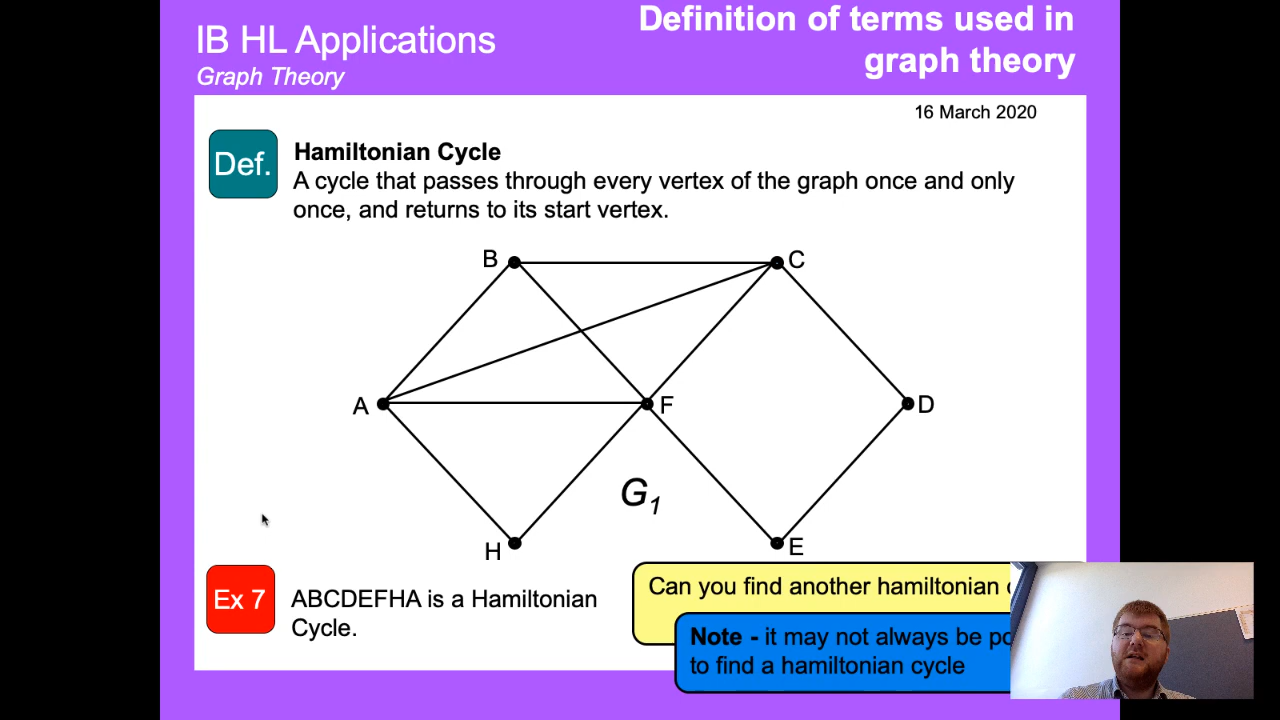 IB HL Applications
Graph Theory
Definition of terms used in
graph theory
16 March 2020
Def.
Hamiltonian Cycle
A cycle that passes through every vertex of the graph once and only
once, and returns to its start vertex.
B
C
A
F
D
G1
H
E
Ex 7
ABCDEFHA is a Hamiltonian
Cycle.
Can you find another hamiltonian
Note - it may not always be
to find a hamiltonian cycle